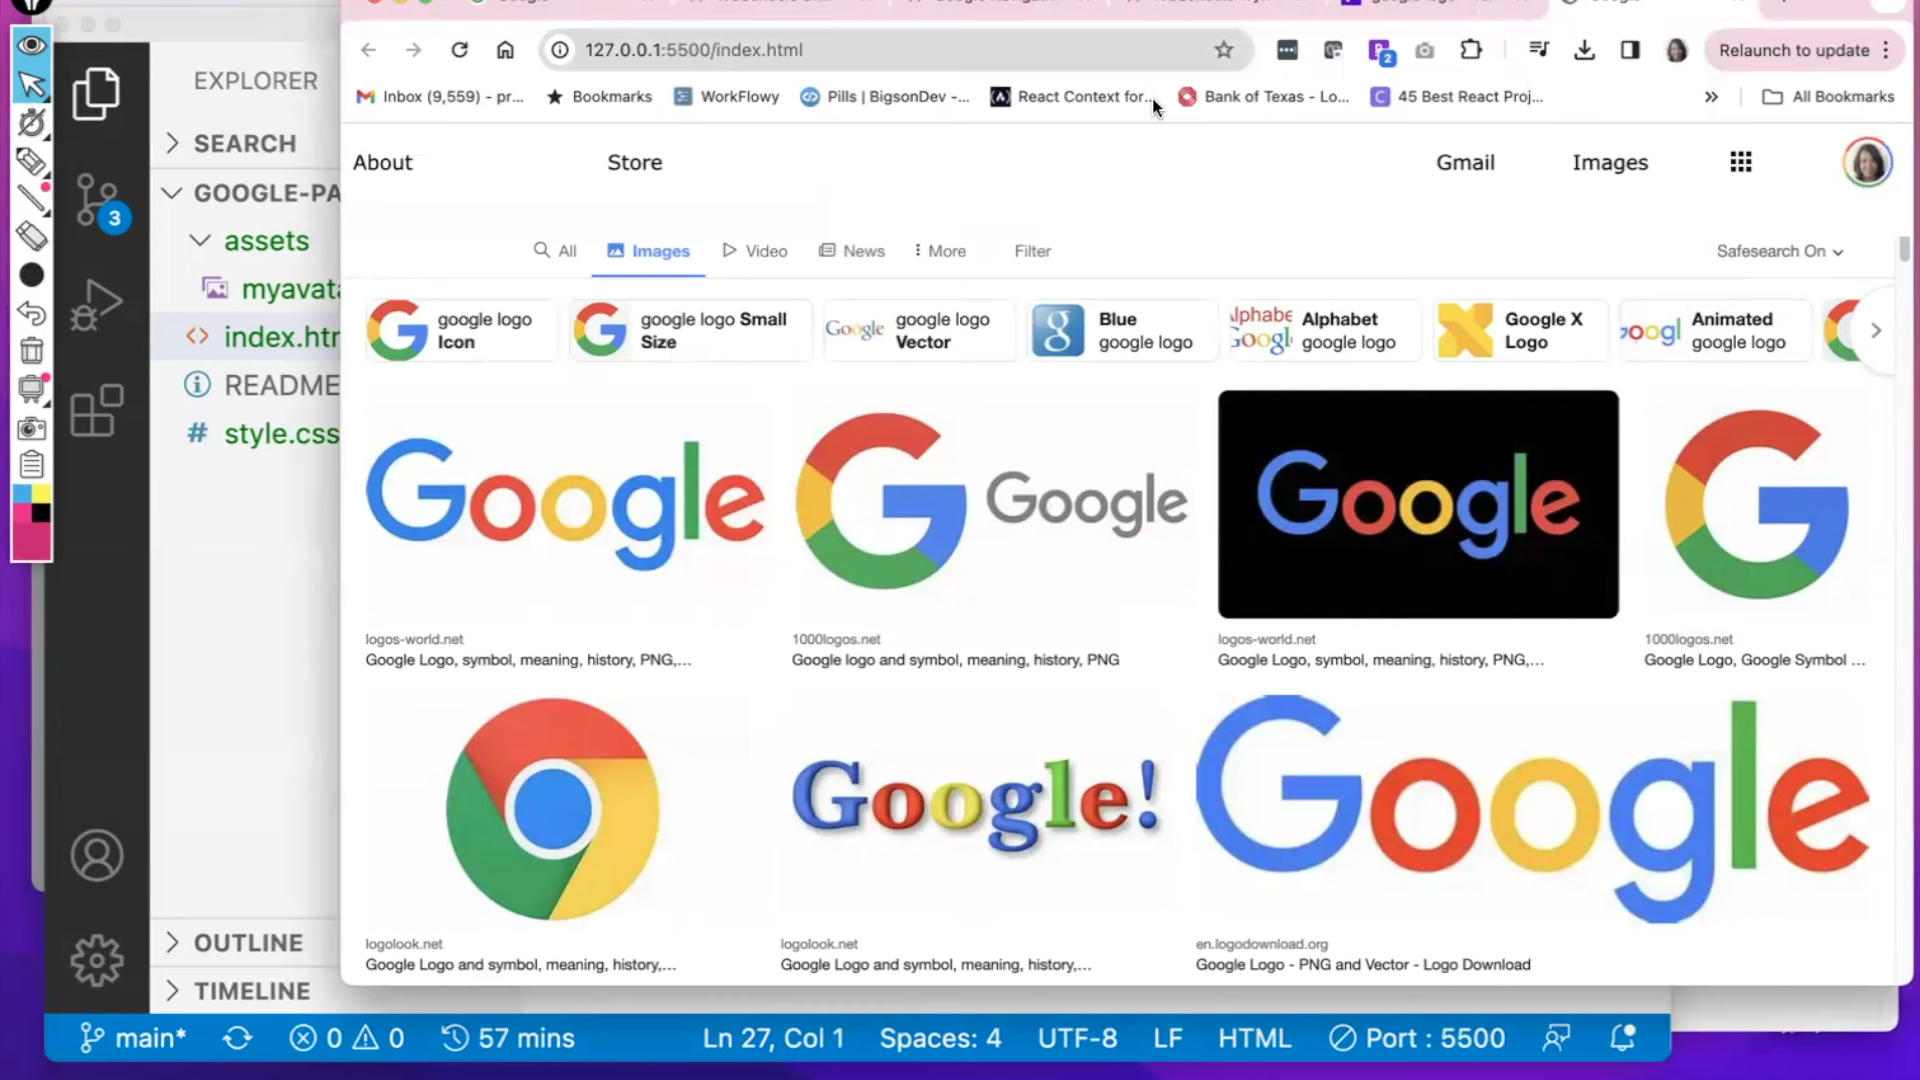 127.0.0.1:5500/index.html
2
Relaunch to update
Inbox (9,559) - pr...
Bookmarks
WorkFlowy
Pills | BigsonDev -...
React Context for...
Bank of Texas - Lo...
45 Best React Proj...
All Bookmarks
EXPLORER
SEARCH
GOOGLE-PA
assets
myavata
index.htm
README
style.css
3
About
Store
Gmail
Images
All
Images
Video
News
More
Filter
Safesearch On
google logo
Icon
google logo Small
Size
Google
google logo
Vector
g
Blue
google logo
Alphabet
google logo
Google X
Logo
Animated
google logo
Google
Google
Google
logos-world.net
Google Logo, symbol, meaning, history, PNG,...
1000logos.net
Google logo and symbol, meaning, history, PNG
logos-world.net
Google Logo, symbol, meaning, history, PNG,...
1000logos.net
Google Logo, Google Symbol ...
Google!
Google
logolook.net
Google Logo and symbol, meaning, history,...
logolook.net
Google Logo and symbol, meaning, history,...
en.logodownload.org
Google Logo - PNG and Vector - Logo Download
OUTLINE
TIMELINE
main*
0
0
57 mins
Ln 27, Col 1
Spaces: 4
UTF-8
LF
HTML
Port : 5500